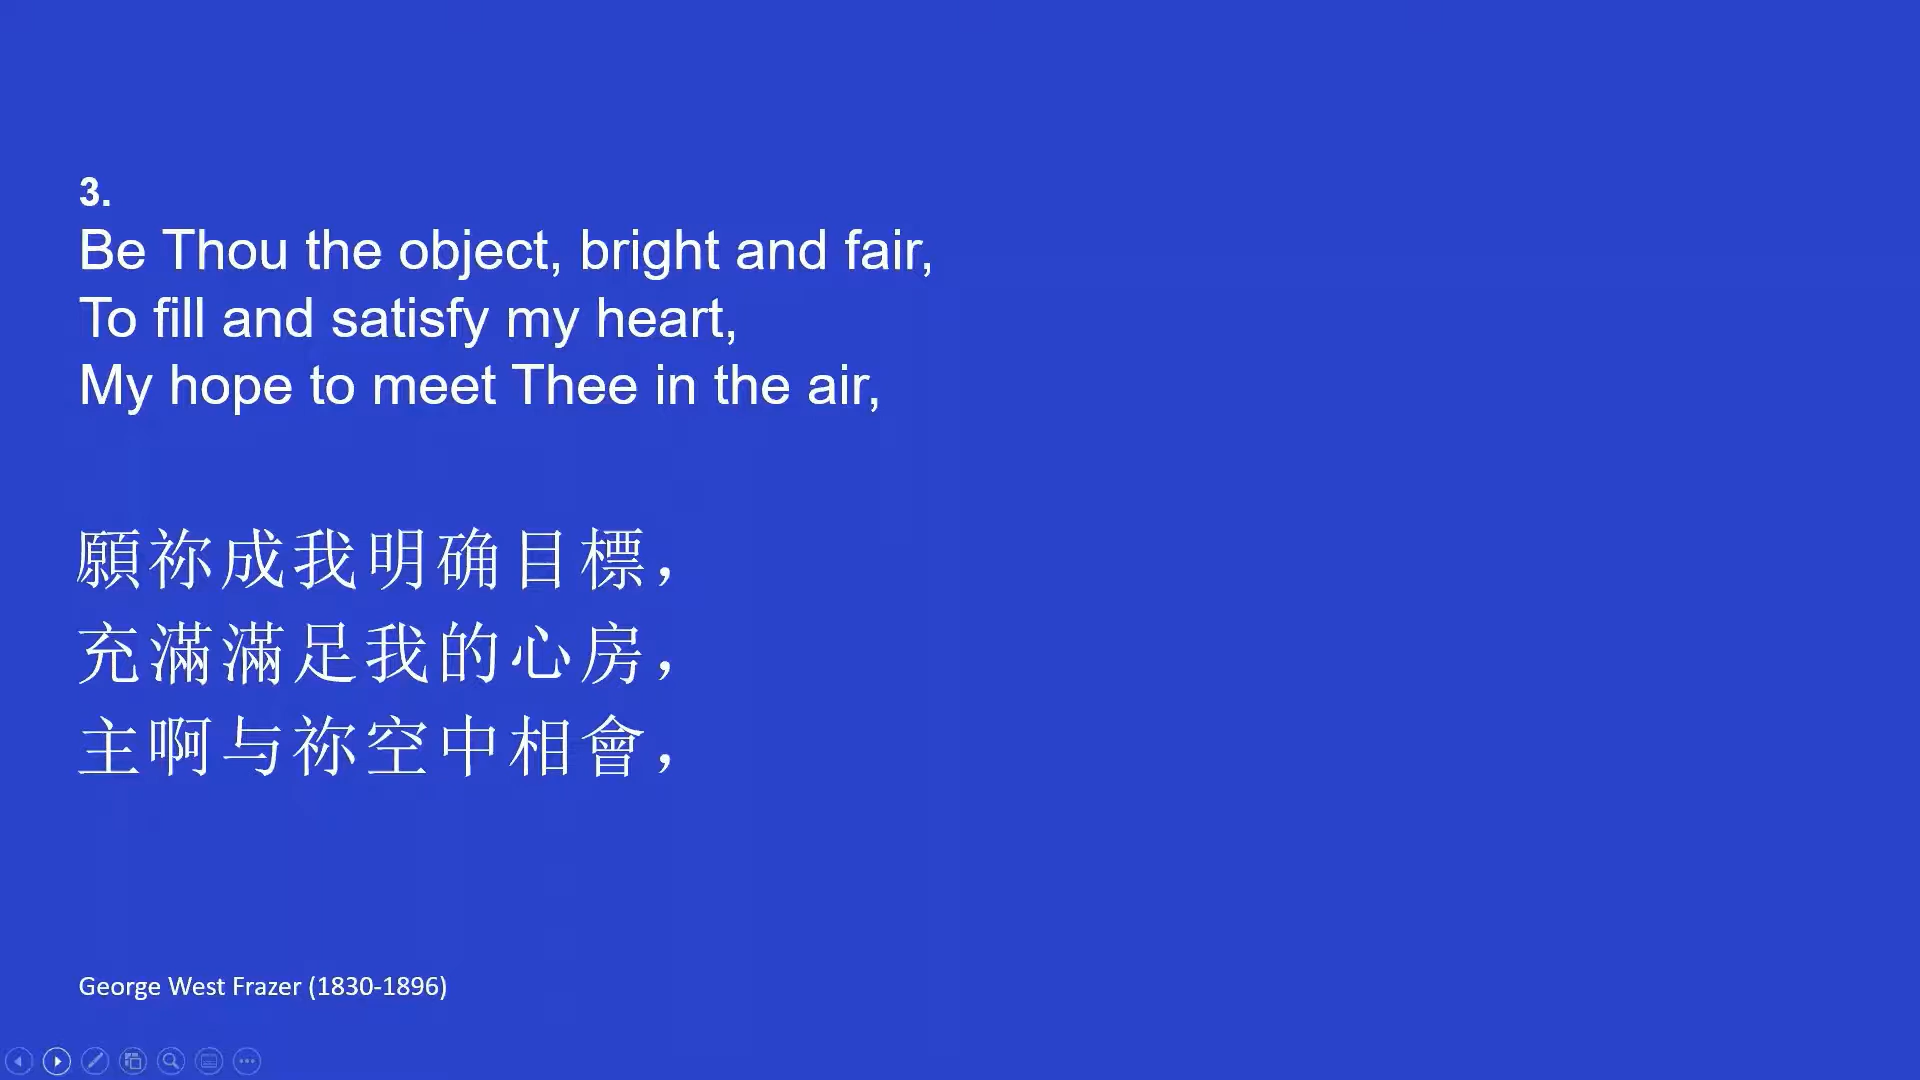 3.
Be Thou the object, bright and fair,
To fill and satisfy my heart,
My hope to meet Thee in the air,
願祢成我明确目標，
充滿滿足我的心房，
主啊与祢空中相會，
George West Frazer (1830-1896)